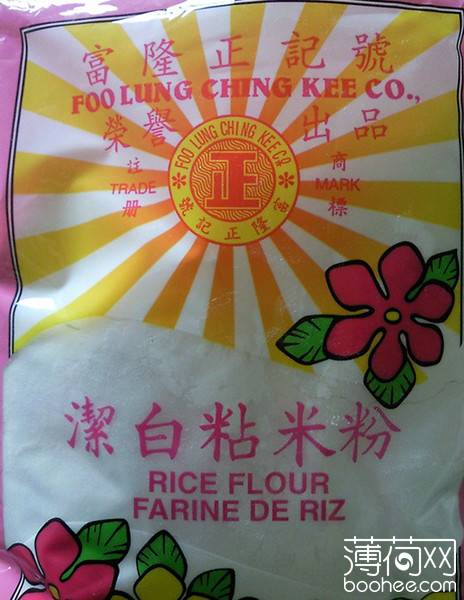 富隆正記號
FOO LUNG CHING KEE CO.,
榮譽出品
註冊
TRADE
商標
MARK
FOO LUNG CHING KEE CO.
正
富隆正記號
潔白粘米粉
RICE FLOUR
FARINE DE RIZ
薄荷网
boohee.com